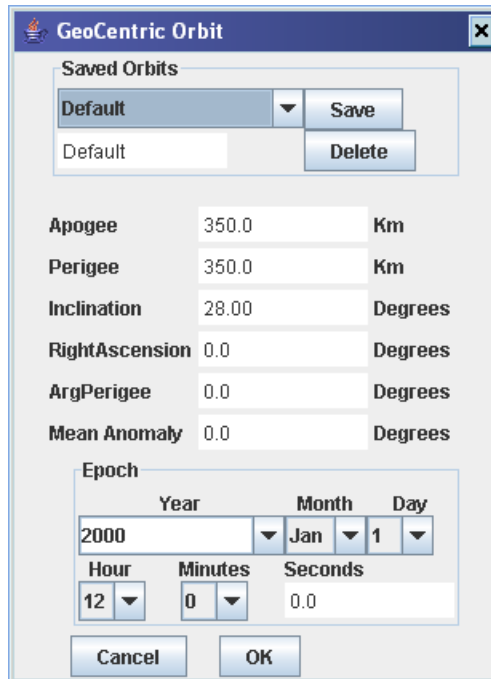 GeoCentric Orbit
Saved Orbits
Default Save
Default Delete
Apogee 350.0 Km
Perigee 350.0 Km
Inclination 28.00 Degrees
RightAscension 0.0 Degrees
ArgPerigee 0.0 Degrees
Mean Anomaly 0.0 Degrees
Epoch
Year Month Day
2000 Jan 1
Hour Minutes Seconds
12 0 0.0
Cancel OK